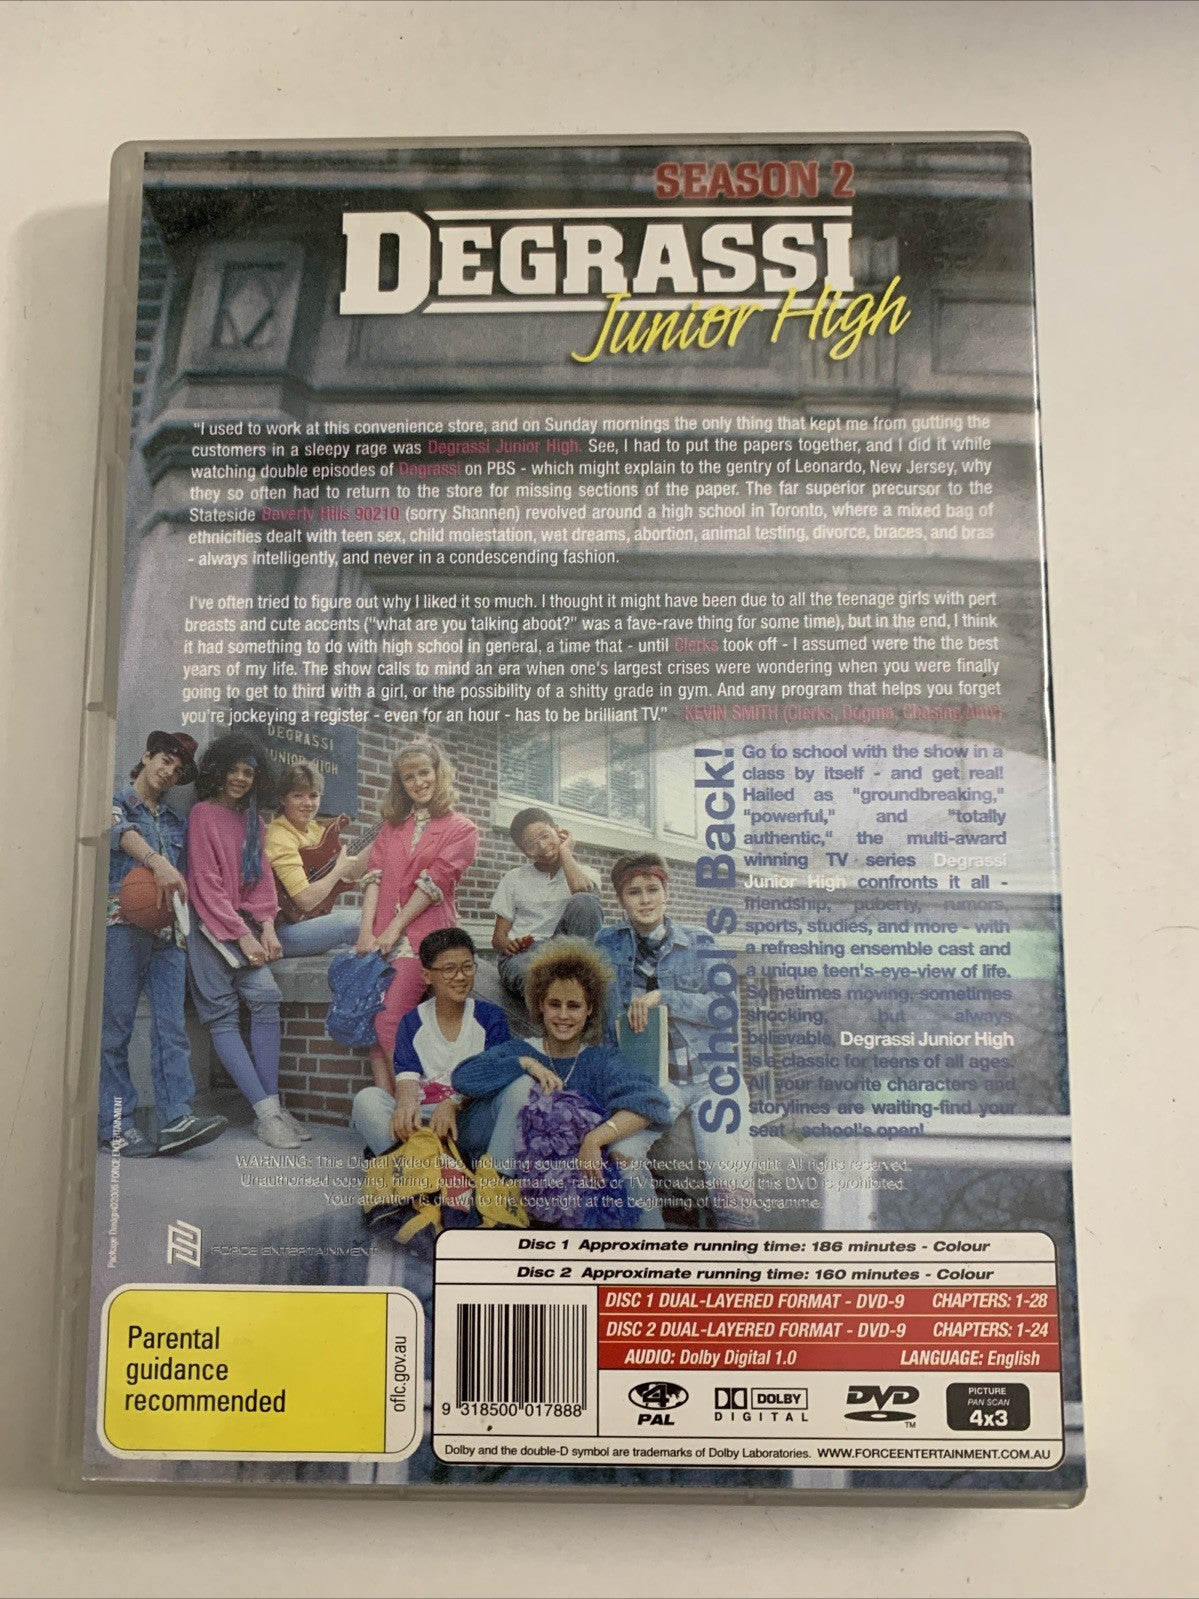 SEASON 2
DEGRASSI
Junior High
"I used to work at this convenience store, and on Sunday mornings the only thing that kept me from gutting the
customers in a sleepy rage was Degrassi Junior High. See, I had to put the papers together, and I did it while
watching double episodes of Degrassi on PBS - which might explain to the gentry of Leonardo, New Jersey, why
they so often had to return to the store for missing sections of the paper. The far superior precursor to the
Stateside Beverly Hills 90210 (sorry Shannen) revolved around a high school in Toronto, where a mixed bag of
ethnicities dealt with teen sex, child molestation, wet dreams, abortion, animal testing, divorce, braces, and bras
- always intelligently, and never in a condescending fashion.
I've often tried to figure out why I liked it so much. I thought it might have been due to all the teenage girls with pert
breasts and cute accents ("what are you talking aboot?" was a fave-rave thing for some time), but in the end, I think
it had something to do with high school in general, a time that - until Clerks took off - I assumed were the the best
years of my life. The show calls to mind an era when one's largest crises were wondering when you were finally
going to get to third with a girl, or the possibility of a shitty grade in gym. And any program that helps you forget
you're jockeying a register - even for an hour - has to be brilliant TV." KEVIN SMITH (Clerks, Dogma, Chasing Amy)
DEGRASSI
JUNIOR HIGH
School's Back!
Go to school with the show in a
class by itself - and get real!
Hailed as "groundbreaking,"
"powerful," and "totally
authentic," the multi-award
winning TV series Degrassi
Junior High confronts it all -
friendship, puberty, rumors,
sports, studies, and more - with
a refreshing ensemble cast and
a unique teen's-eye-view of life.
Sometimes moving, sometimes
shocking, but always
believable, Degrassi Junior High
is a classic for teens of all ages.
All your favorite characters and
storylines are waiting-find your
seat - school's open!
Package Design©2005 FORCE ENTERTAINMENT
WARNING: This Digital Video Disc, including soundtrack, is protected by copyright. All rights reserved.
Unauthorised copying, hiring, public performance, radio or TV broadcasting of this DVD is prohibited.
Your attention is drawn to the copyright at the beginning of this programme.
FORCE ENTERTAINMENT
Disc 1 Approximate running time: 186 minutes - Colour
Disc 2 Approximate running time: 160 minutes - Colour
DISC 1 DUAL-LAYERED FORMAT - DVD-9 CHAPTERS: 1-28
DISC 2 DUAL-LAYERED FORMAT - DVD-9 CHAPTERS: 1-24
AUDIO: Dolby Digital 1.0 LANGUAGE: English
Parental
guidance
recommended
oflc.gov.au
9 318500 017888
4
PAL
DOLBY
DIGITAL
DVD
TM
PICTURE
PAN SCAN
4x3
Dolby and the double-D symbol are trademarks of Dolby Laboratories. WWW.FORCEENTERTAINMENT.COM.AU